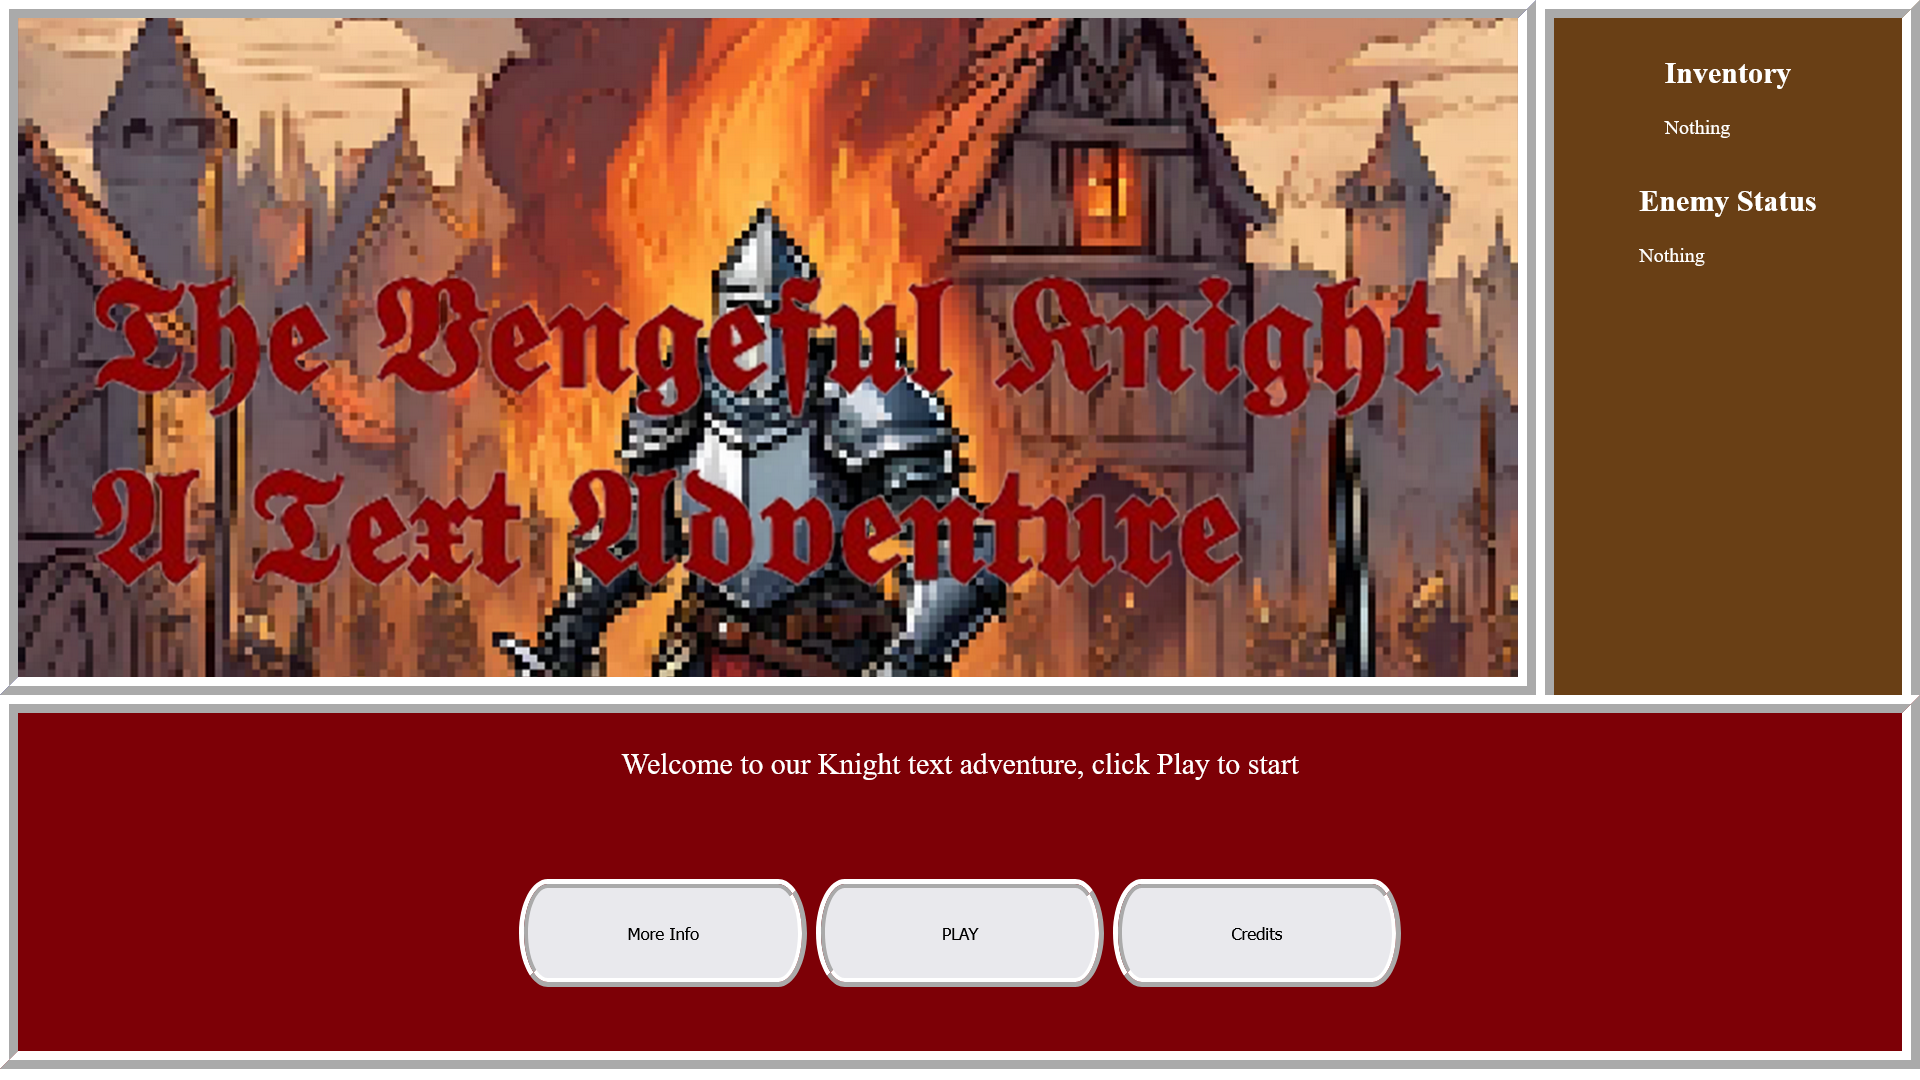 The Vengeful Knight
A Text Adventure
Inventory
Nothing
Enemy Status
Nothing
Welcome to our Knight text adventure, click Play to start
More Info
PLAY
Credits